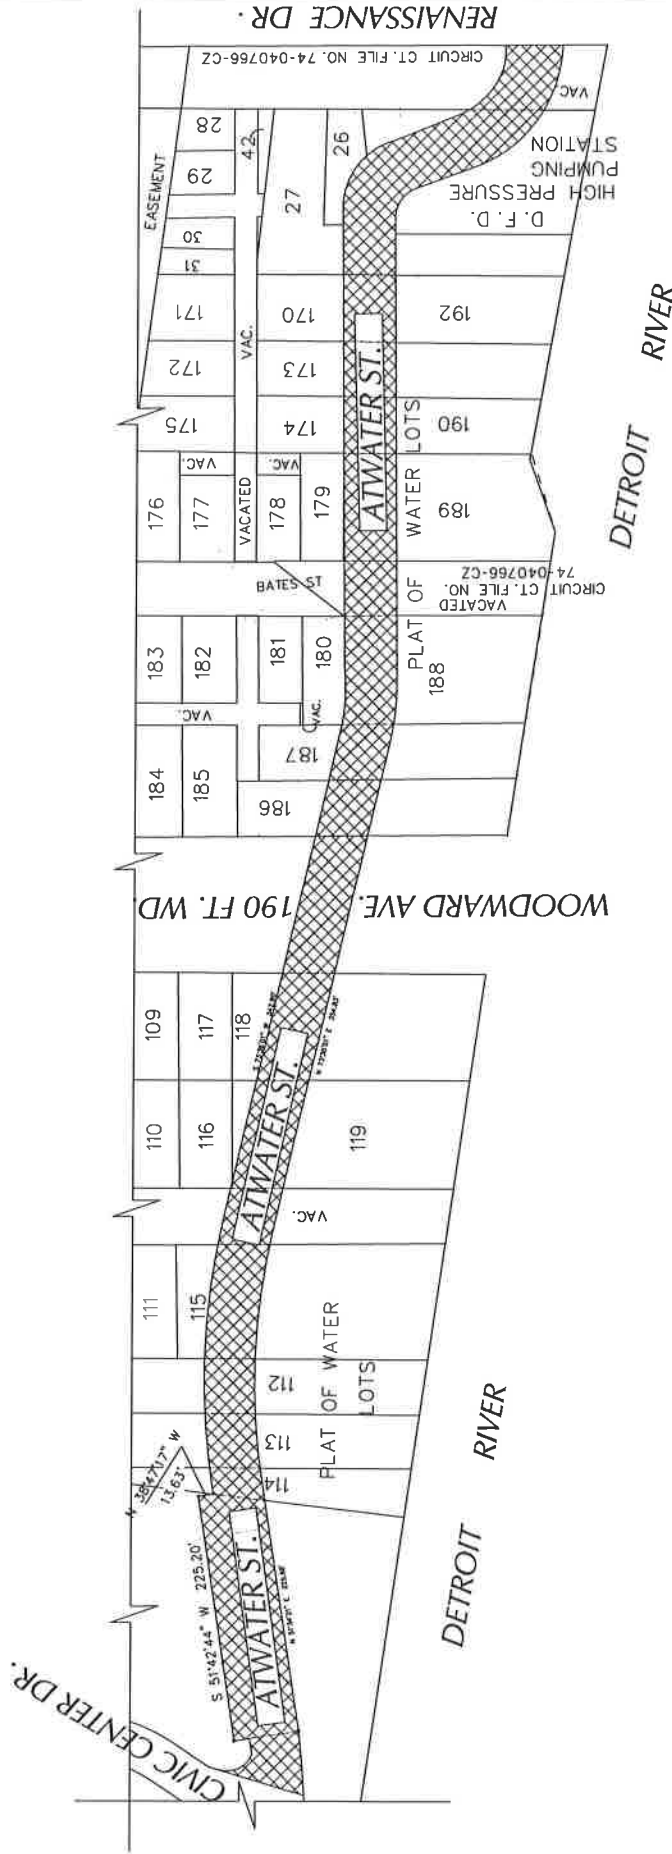 RENAISSANCE DR.
CIRCUIT CT. FILE NO. 74-040766-CZ
VAC.
EASEMENT
28
29
30
31
42
26
27
D.F.D.
HIGH PRESSURE
PUMPING
STATION
171
170
192
172
173
175
174
190
VAC.
ATWATER ST.
176
177
VAC.
VACATED
178
VAC.
179
189
PLAT OF WATER LOTS
BATES ST
VACATED
CIRCUIT CT. FILE NO.
74-040766-CZ
DETROIT RIVER
183
182
181
180
188
VAC.
VAC.
184
185
187
186
WOODWARD AVE. 190 FT. WD.
109
117
118
110
116
119
ATWATER ST.
VAC.
111
115
112
113
114
PLAT OF WATER
LOTS
N 38°47'17" W
13.63'
S 51°42'44" W 225.20'
ATWATER ST.
CIVIC CENTER DR.
DETROIT RIVER